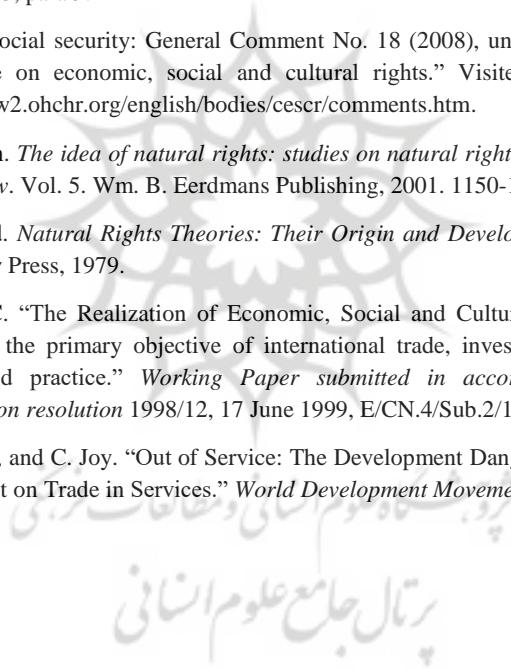 ocial security: General Comment No. 18 (2008), un
e on economic, social and cultural rights.” Visite
w2.ohchr.org/english/bodies/cescr/comments.htm.
n. The idea of natural rights: studies on natural right
w. Vol. 5. Wm. B. Eerdmans Publishing, 2001. 1150-1
d. Natural Rights Theories: Their Origin and Develo
Press, 1979.
C. “The Realization of Economic, Social and Cultur
the primary objective of international trade, inves
d practice.” Working Paper submitted in accor
on resolution 1998/12, 17 June 1999, E/CN.4/Sub.2/1
, and C. Joy. “Out of Service: The Development Dan
t on Trade in Services.” World Development Moveme
پژوهشگاه علوم انسانی و مطالعات فرهنگی
پرتال جامع علوم انسانی